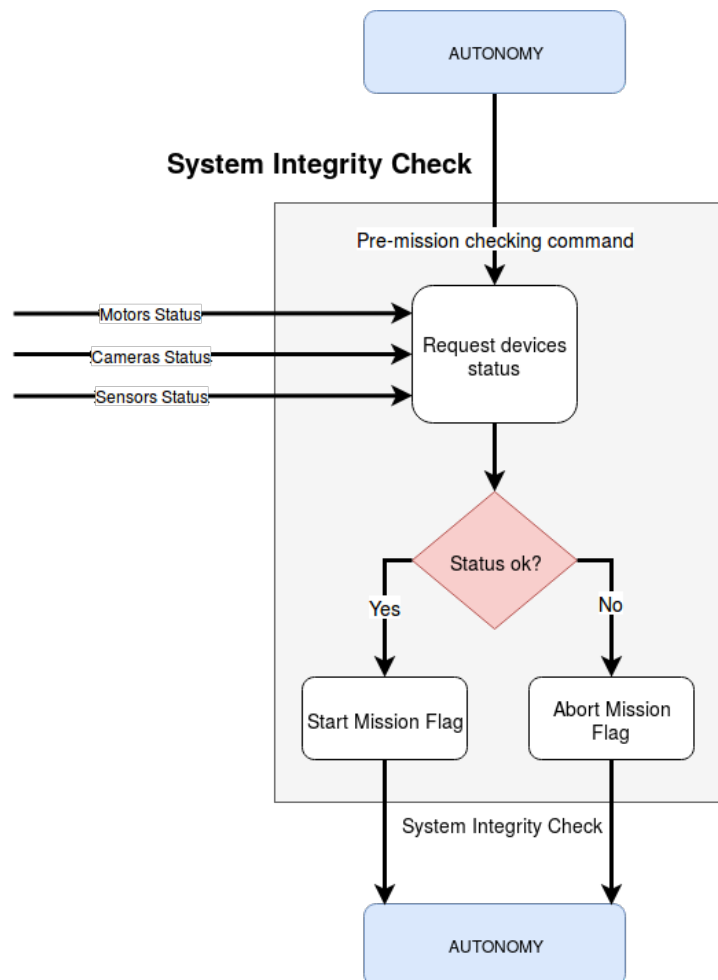 AUTONOMY
System Integrity Check
Pre-mission checking command
Motors Status
Cameras Status
Sensors Status
Request devices
status
Status ok?
Yes
No
Start Mission Flag
Abort Mission
Flag
System Integrity Check
AUTONOMY